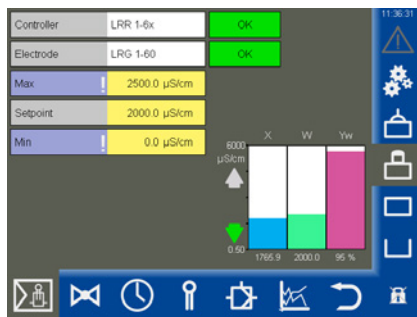 11:36:31
Controller LRR 1-6x OK
Electrode LRG 1-60 OK
Max ! 2500.0 µS/cm
Setpoint 2000.0 µS/cm
Min ! 0.0 µS/cm
X W Yw
6000
µS/cm
0.50
1765.9 2000.0 95 %